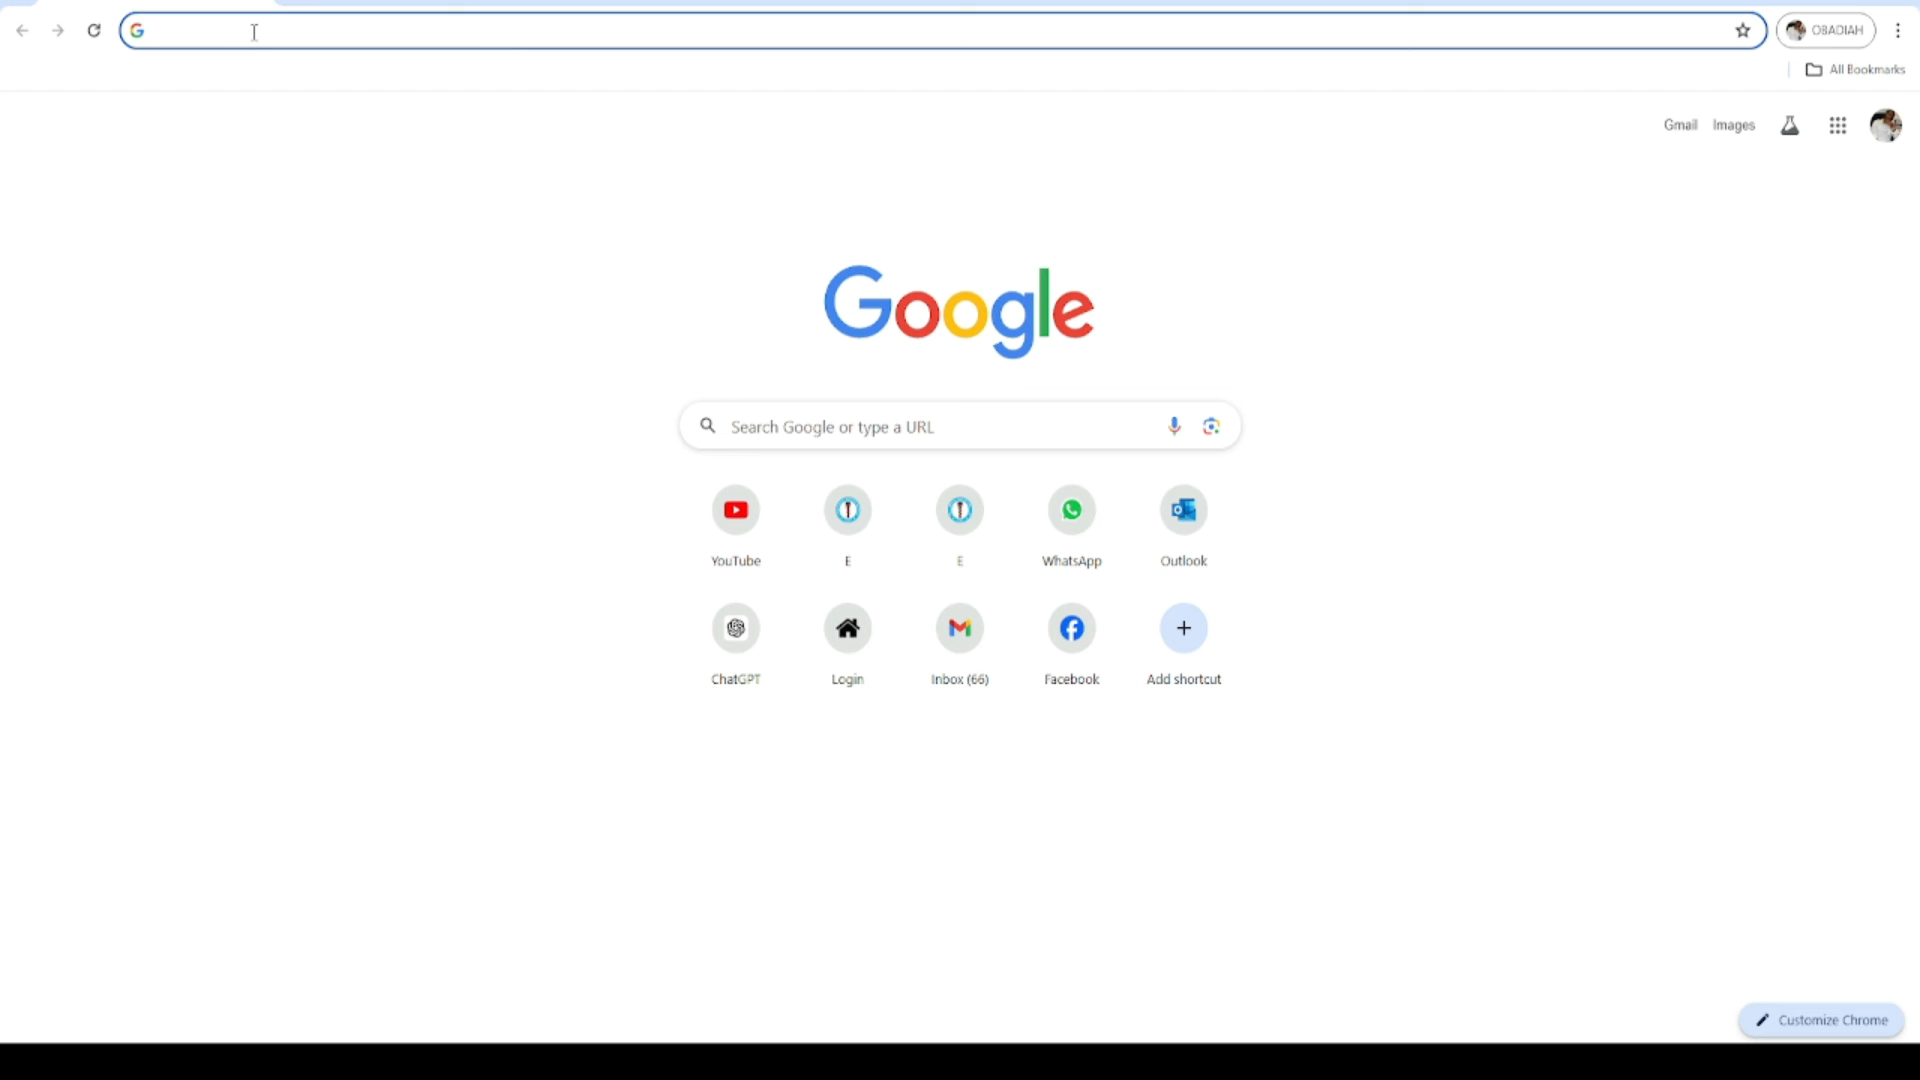 OBADIAH
All Bookmarks
Gmail Images
Google
Search Google or type a URL
YouTube E E WhatsApp Outlook
ChatGPT Login Inbox (66) Facebook Add shortcut
Customize Chrome